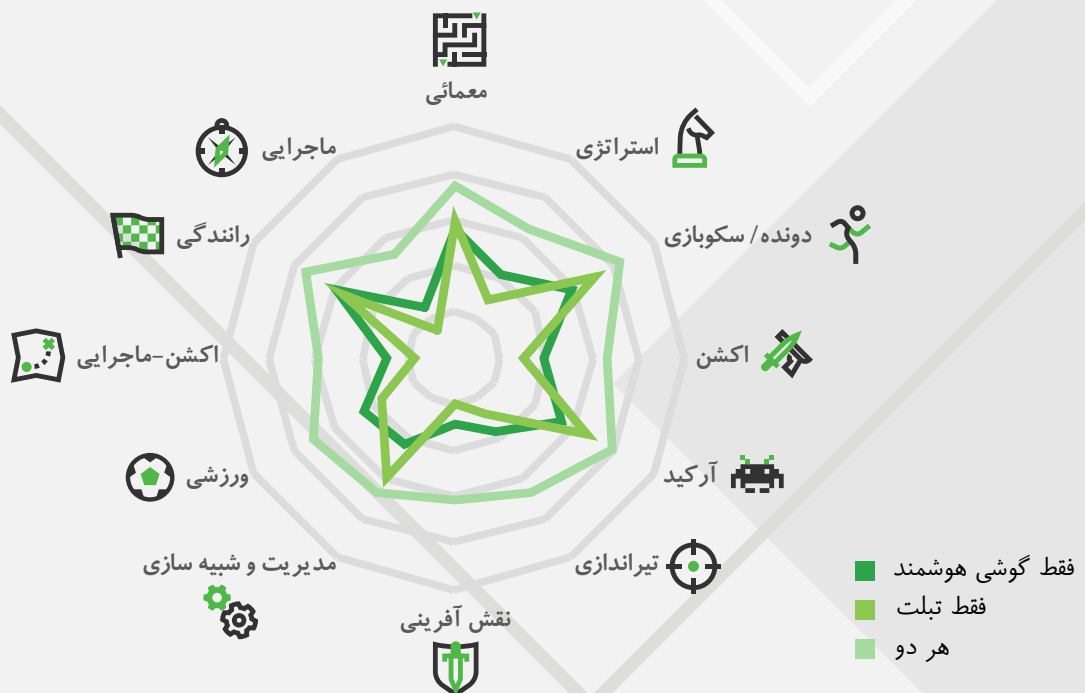 معمائی
استراتژی
ماجرایی
دونده/ سکوبازی
رانندگی
اکشن
اکشن-ماجرایی
آرکید
ورزشی
تیراندازی
مدیریت و شبیه سازی
نقش آفرینی
فقط گوشی هوشمند
فقط تبلت
هر دو